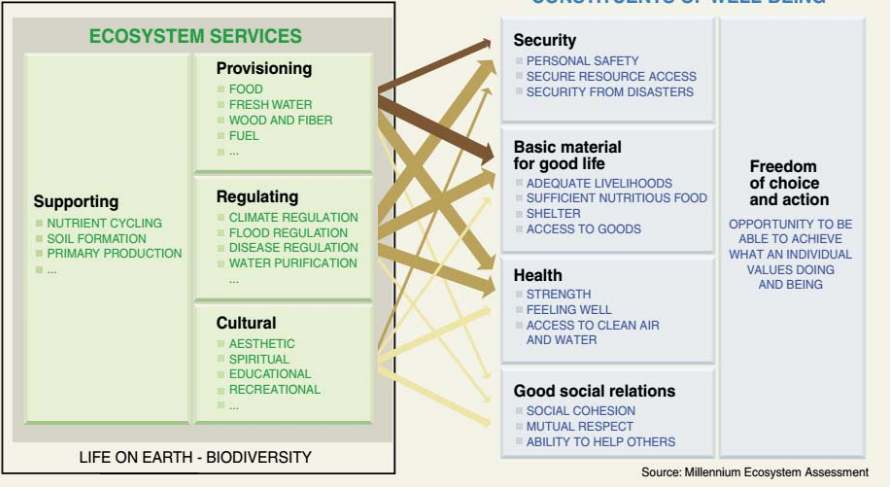 CONSTITUENTS OF WELL-BEING
ECOSYSTEM SERVICES
Supporting
NUTRIENT CYCLING
SOIL FORMATION
PRIMARY PRODUCTION
...
Provisioning
FOOD
FRESH WATER
WOOD AND FIBER
FUEL
...
Regulating
CLIMATE REGULATION
FLOOD REGULATION
DISEASE REGULATION
WATER PURIFICATION
...
Cultural
AESTHETIC
SPIRITUAL
EDUCATIONAL
RECREATIONAL
...
LIFE ON EARTH - BIODIVERSITY
Security
PERSONAL SAFETY
SECURE RESOURCE ACCESS
SECURITY FROM DISASTERS
Basic material
for good life
ADEQUATE LIVELIHOODS
SUFFICIENT NUTRITIOUS FOOD
SHELTER
ACCESS TO GOODS
Health
STRENGTH
FEELING WELL
ACCESS TO CLEAN AIR
AND WATER
Good social relations
SOCIAL COHESION
MUTUAL RESPECT
ABILITY TO HELP OTHERS
Freedom
of choice
and action
OPPORTUNITY TO BE
ABLE TO ACHIEVE
WHAT AN INDIVIDUAL
VALUES DOING
AND BEING
Source: Millennium Ecosystem Assessment